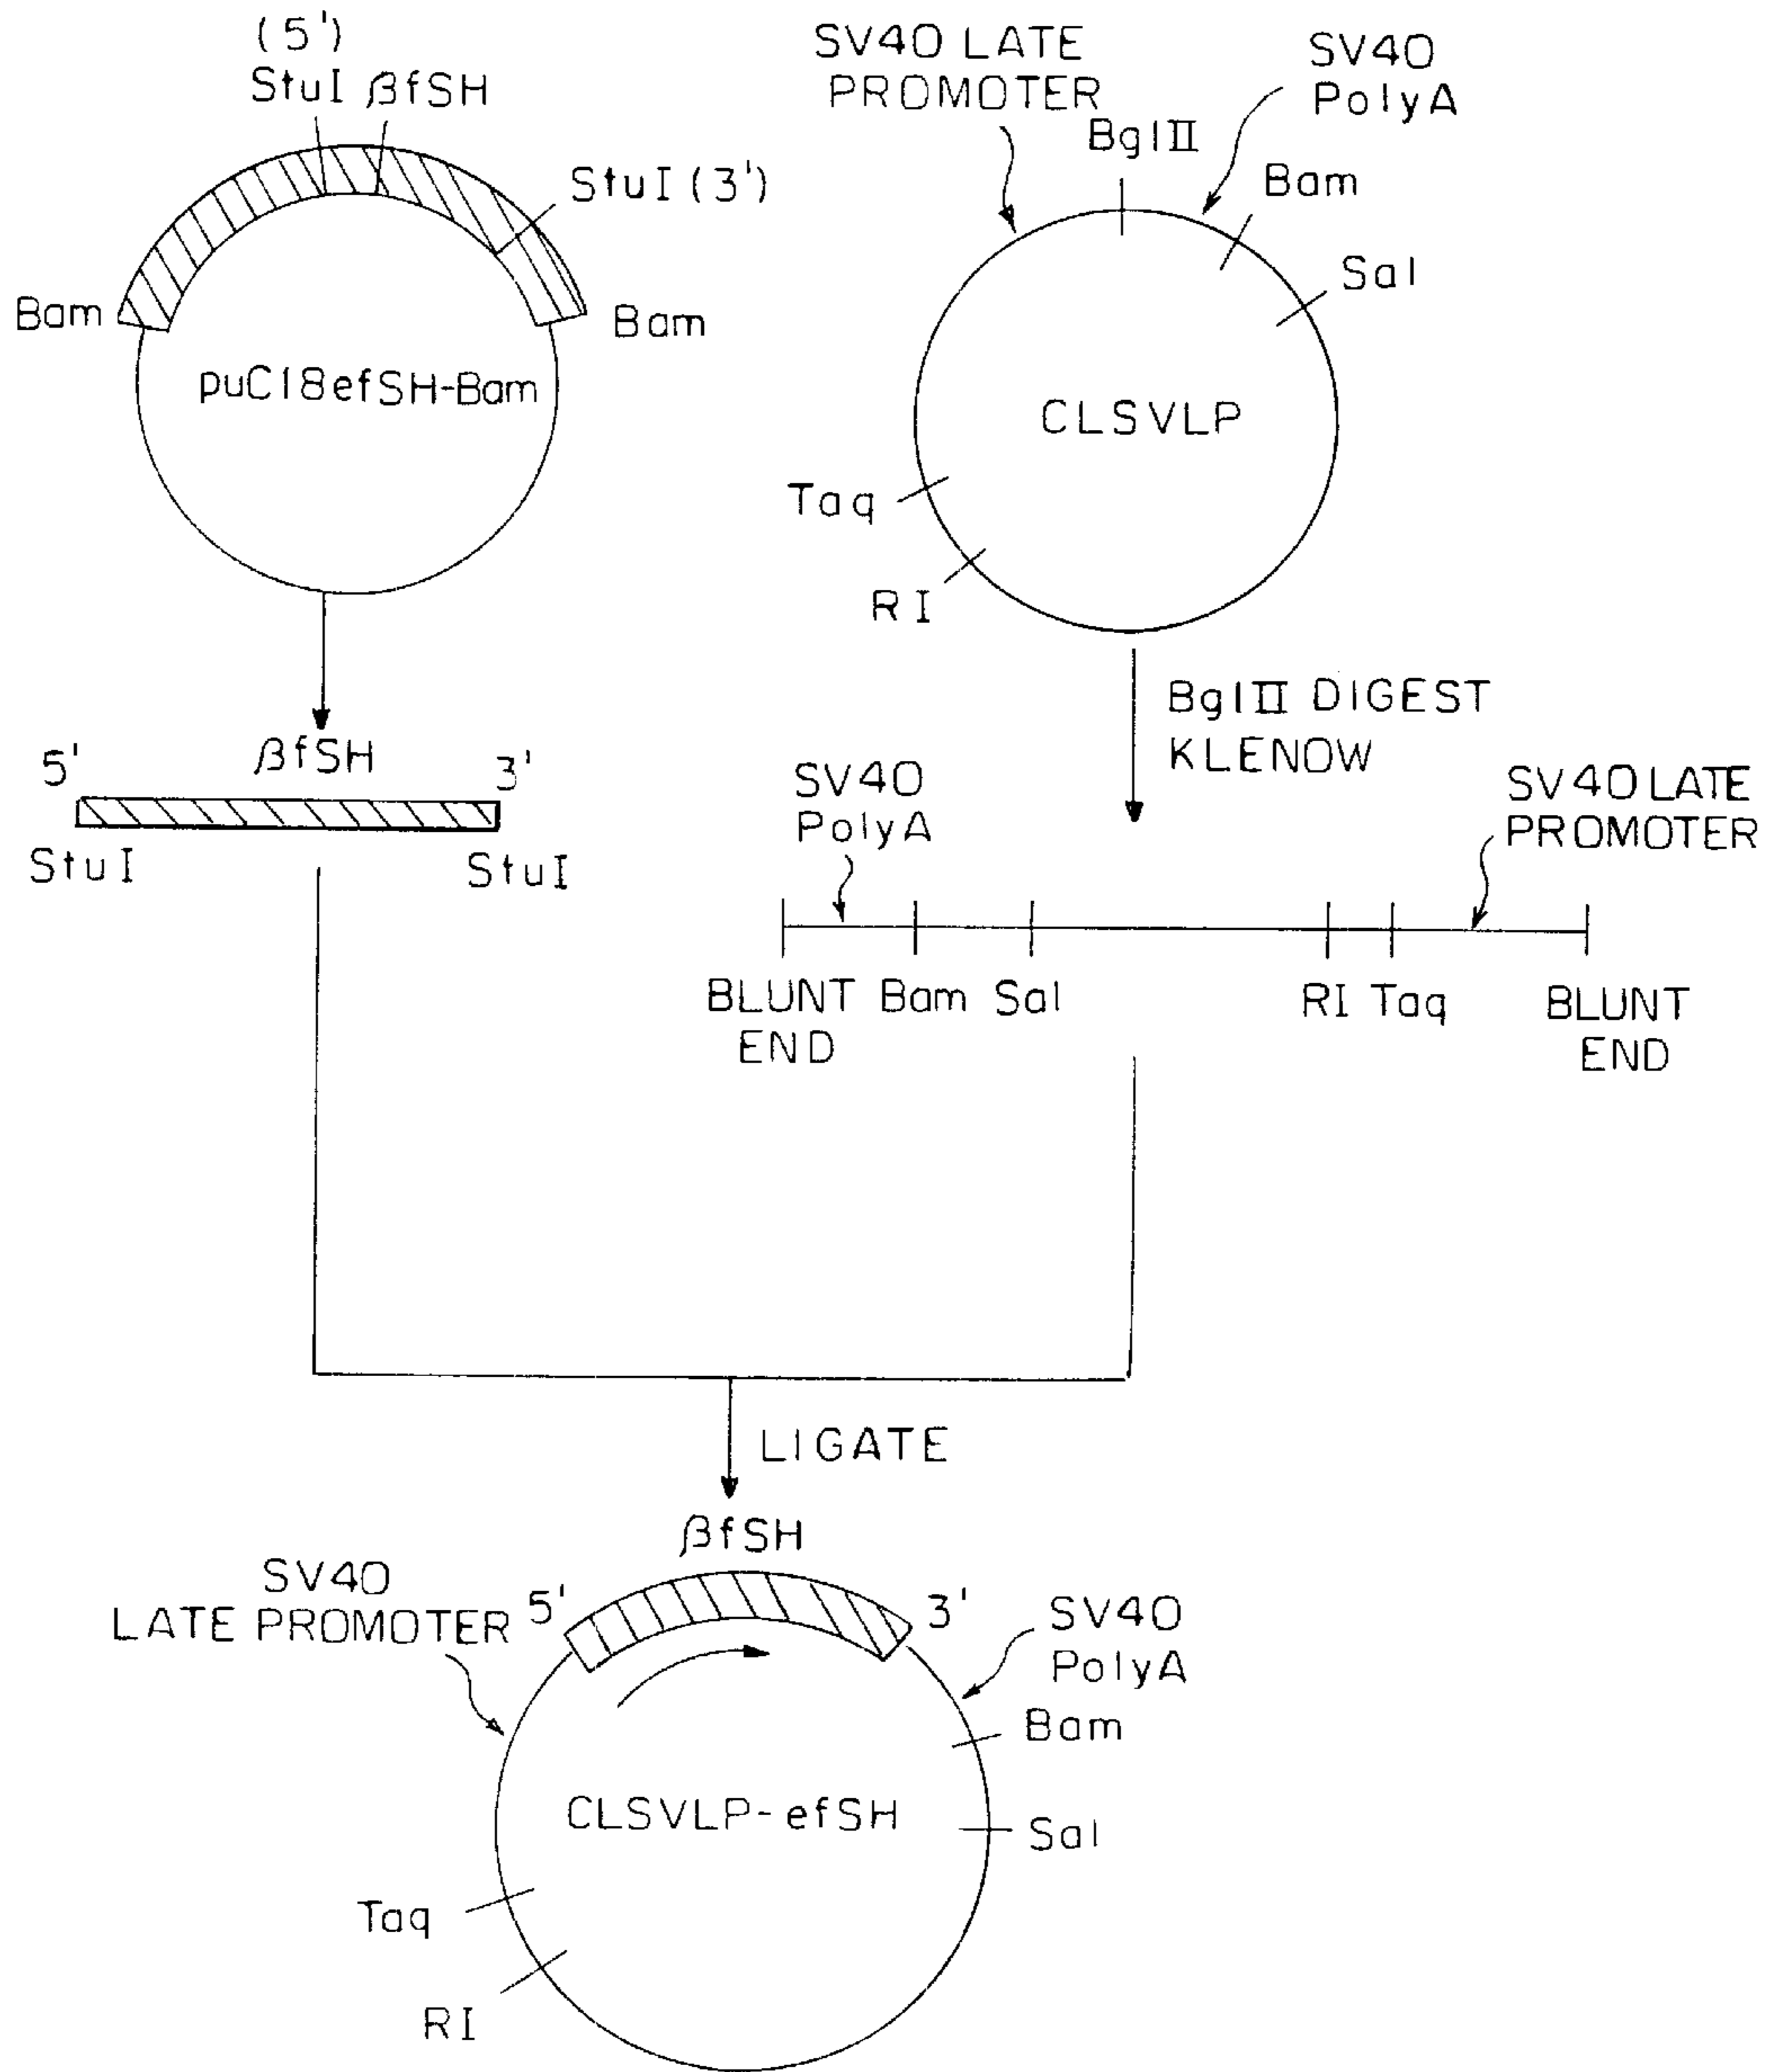 (5')
StuI βfSH
StuI (3')
Bam
Bam
puC18efSH-Bam
SV40 LATE
PROMOTER
BglII
SV40
PolyA
Bam
Sal
CLSVLP
Taq
RI
BglII DIGEST
KLENOW
5'
βfSH
3'
StuI
StuI
SV40
PolyA
SV40 LATE
PROMOTER
BLUNT
END
Bam
Sal
RI
Taq
BLUNT
END
LIGATE
βfSH
SV40
LATE PROMOTER
5'
3'
SV40
PolyA
Bam
CLSVLP-efSH
Sal
Taq
RI